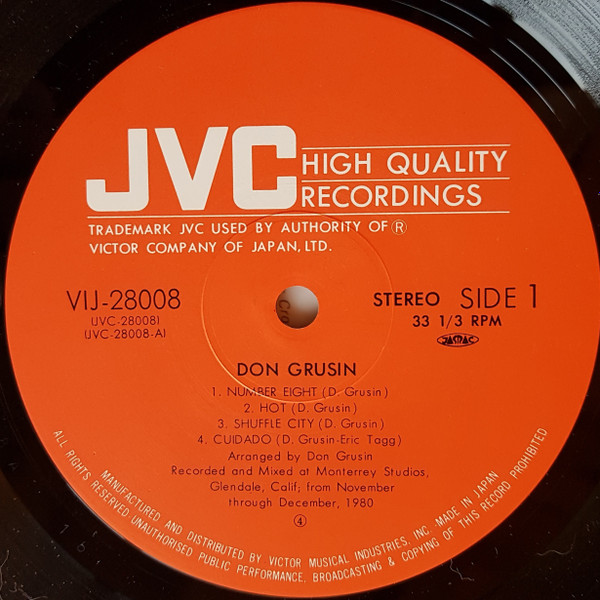 JVC
HIGH QUALITY
RECORDINGS
TRADEMARK JVC USED BY AUTHORITY OF ®
VICTOR COMPANY OF JAPAN, LTD.
VIJ-28008
(JVC-28008)
(JVC-28008-A)
STEREO SIDE 1
33 1/3 RPM
JASRAC
DON GRUSIN
1. NUMBER EIGHT (D. Grusin)
2. HOT (D. Grusin)
3. SHUFFLE CITY (D. Grusin)
4. CUIDADO (D. Grusin-Eric Tagg)
Arranged by Don Grusin
Recorded and Mixed at Monterrey Studios,
Glendale, Calif; from November
through December, 1980
④
MANUFACTURED AND DISTRIBUTED BY VICTOR MUSICAL INDUSTRIES, INC. MADE IN JAPAN
ALL RIGHTS RESERVED UNAUTHORISED PUBLIC PERFORMANCE, BROADCASTING & COPYING OF THIS RECORD PROHIBITED